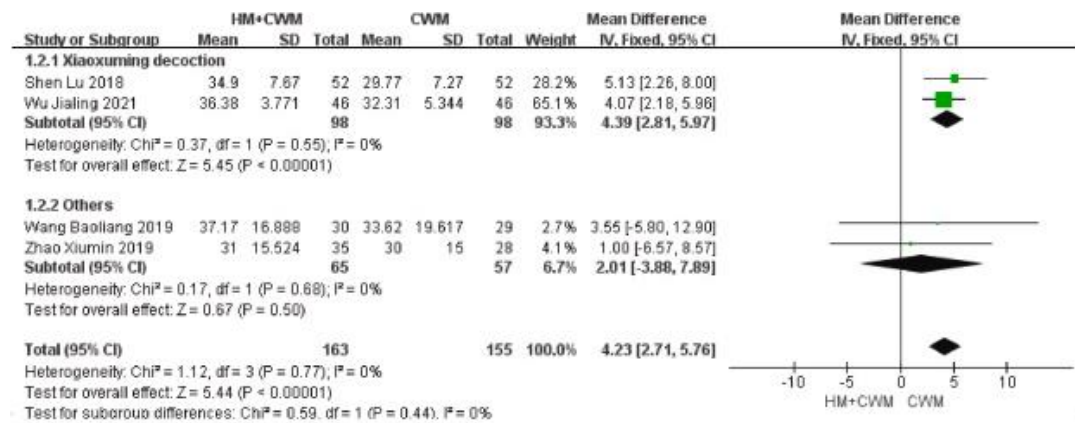 HM+CWM CWM Mean Difference Mean Difference
Study or Subgroup Mean SD Total Mean SD Total Weight IV, Fixed, 95% CI IV, Fixed, 95% CI
1.2.1 Xiaoxuming decoction
Shen Lu 2018 34.9 7.67 52 29.77 7.27 52 28.2% 5.13 [2.26, 8.00]
Wu Jialing 2021 36.38 3.771 46 32.31 5.344 46 65.1% 4.07 [2.18, 5.96]
Subtotal (95% CI) 98 98 93.3% 4.39 [2.81, 5.97]
Heterogeneity: Chi² = 0.37, df = 1 (P = 0.55); I² = 0%
Test for overall effect: Z = 5.45 (P < 0.00001)
1.2.2 Others
Wang Baoliang 2019 37.17 16.888 30 33.62 19.617 29 2.7% 3.55 [-5.80, 12.90]
Zhao Xiumin 2019 31 15.524 35 30 15 28 4.1% 1.00 [-6.57, 8.57]
Subtotal (95% CI) 65 57 6.7% 2.01 [-3.88, 7.89]
Heterogeneity: Chi² = 0.17, df = 1 (P = 0.68); I² = 0%
Test for overall effect: Z = 0.67 (P = 0.50)
Total (95% CI) 163 155 100.0% 4.23 [2.71, 5.76]
Heterogeneity: Chi² = 1.12, df = 3 (P = 0.77); I² = 0%
Test for overall effect: Z = 5.44 (P < 0.00001)
Test for subgroup differences: Chi² = 0.59, df = 1 (P = 0.44), I² = 0%
-10 -5 0 5 10
HM+CWM CWM